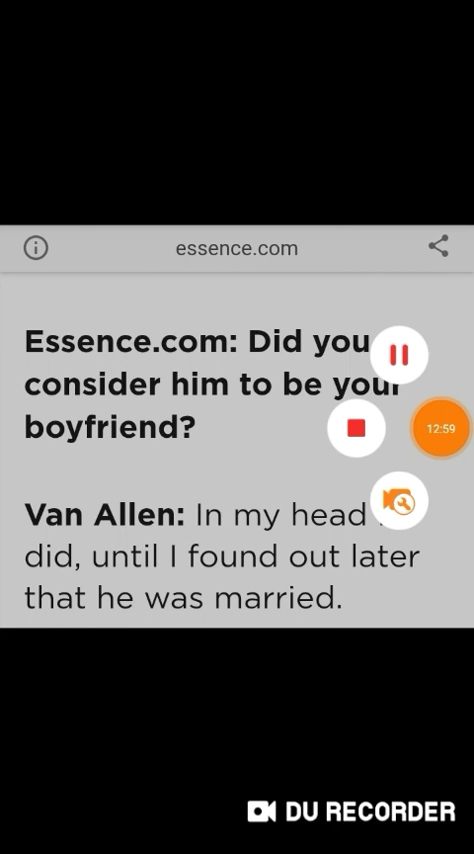 essence.com
Essence.com: Did you
consider him to be your
boyfriend?
12:59
Van Allen: In my head
did, until I found out later
that he was married.
DU RECORDER